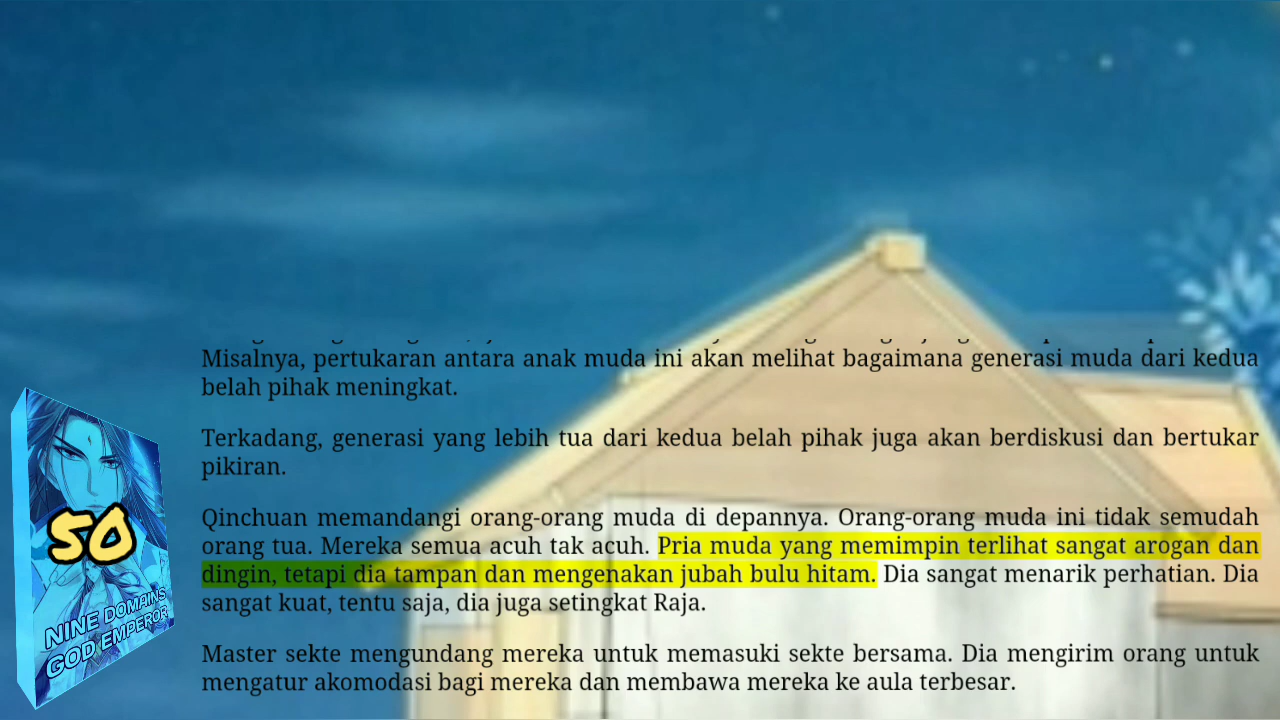 Misalnya, pertukaran antara anak muda ini akan melihat bagaimana generasi muda dari kedua
belah pihak meningkat.
Terkadang, generasi yang lebih tua dari kedua belah pihak juga akan berdiskusi dan bertukar
pikiran.
Qinchuan memandangi orang-orang muda di depannya. Orang-orang muda ini tidak semudah
orang tua. Mereka semua acuh tak acuh. Pria muda yang memimpin terlihat sangat arogan dan
dingin, tetapi dia tampan dan mengenakan jubah bulu hitam. Dia sangat menarik perhatian. Dia
sangat kuat, tentu saja, dia juga setingkat Raja.
Master sekte mengundang mereka untuk memasuki sekte bersama. Dia mengirim orang untuk
mengatur akomodasi bagi mereka dan membawa mereka ke aula terbesar.
50
NINE DOMAINS
GOD EMPEROR